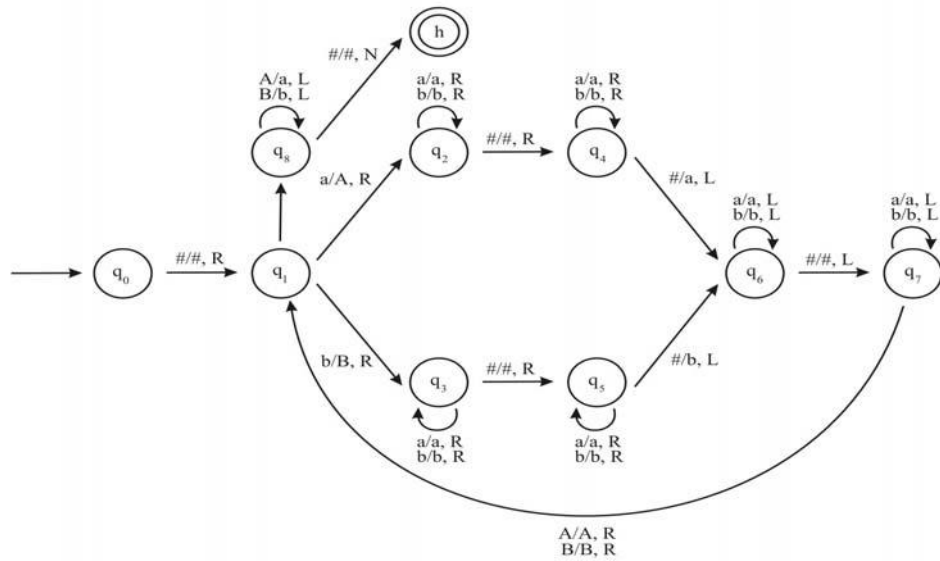 h
#/#, N
A/a, L
B/b, L
a/a, R
b/b, R
a/a, R
b/b, R
q8
q2
#/#, R
q4
a/A, R
#/a, L
a/a, L
b/b, L
a/a, L
b/b, L
q0
#/#, R
q1
q6
#/#, L
q7
b/B, R
#/b, L
q3
#/#, R
q5
a/a, R
b/b, R
a/a, R
b/b, R
A/A, R
B/B, R